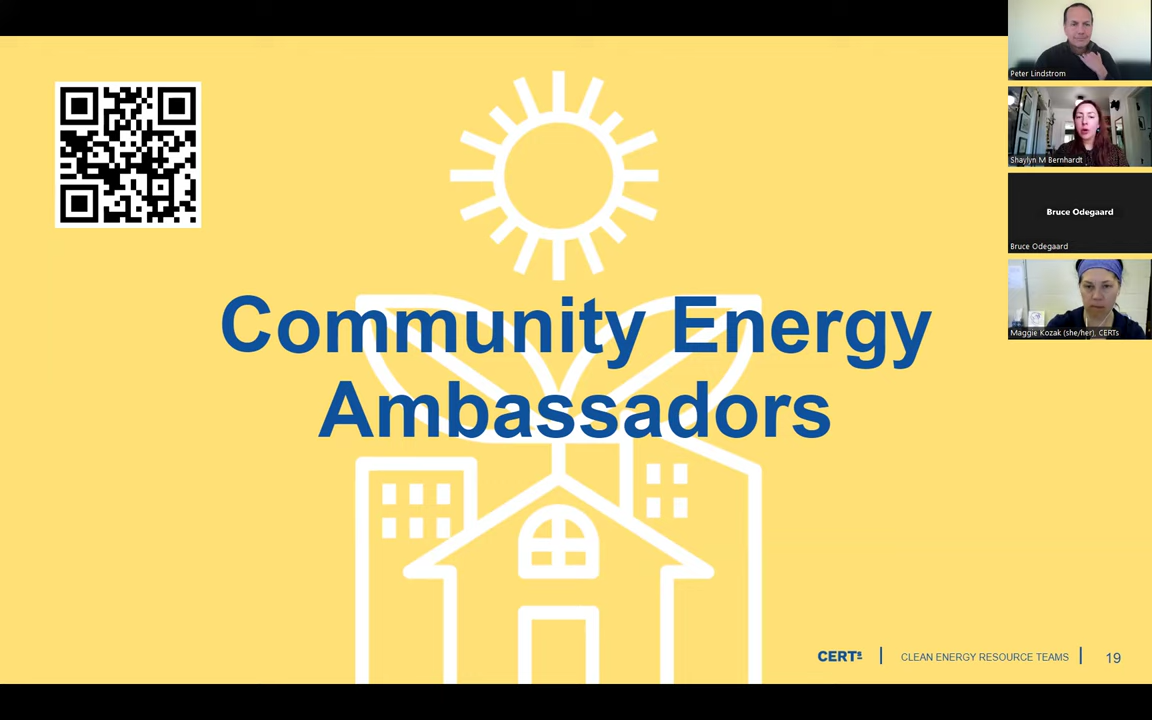 Community Energy
Ambassadors
CERTs
CLEAN ENERGY RESOURCE TEAMS
19
Peter Lindstrom
Shaylyn M Bernhardt
Bruce Odegaard
Bruce Odegaard
Maggie Kozak (she/her), CERTs